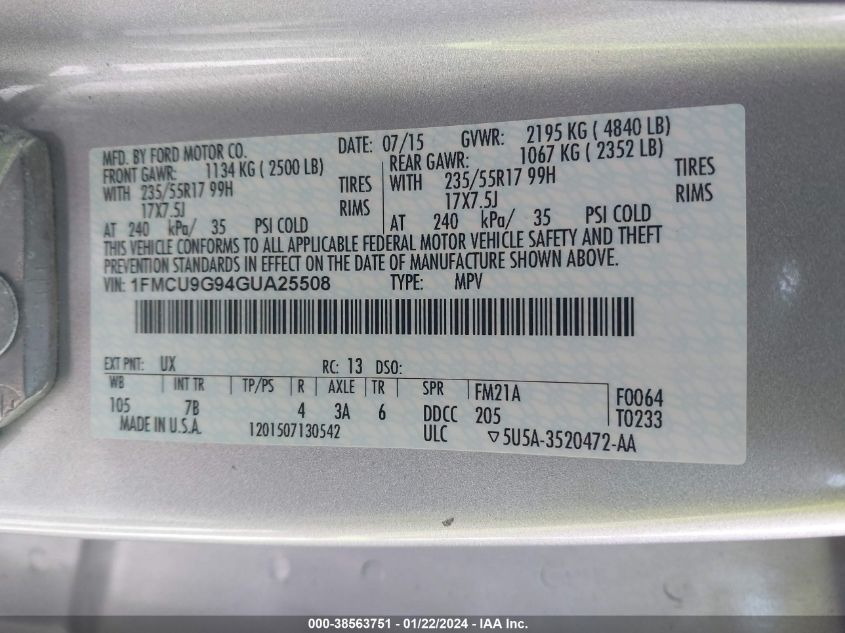 MFD. BY FORD MOTOR CO. DATE: 07/15 GVWR: 2195 KG ( 4840 LB)
FRONT GAWR: 1134 KG ( 2500 LB) REAR GAWR: 1067 KG ( 2352 LB)
WITH 235/55R17 99H TIRES WITH 235/55R17 99H TIRES
17X7.5J RIMS 17X7.5J RIMS
AT 240 kPa/ 35 PSI COLD AT 240 kPa/ 35 PSI COLD
THIS VEHICLE CONFORMS TO ALL APPLICABLE FEDERAL MOTOR VEHICLE SAFETY AND THEFT
PREVENTION STANDARDS IN EFFECT ON THE DATE OF MANUFACTURE SHOWN ABOVE.
VIN: 1FMCU9G94GUA25508 TYPE: MPV
EXT PNT: UX RC: 13 DSO:
WB INT TR TP/PS R AXLE TR SPR FM21A F0064
105 7B 4 3A 6 DDCC 205 T0233
MADE IN U.S.A. 1201507130542 ULC ▽5U5A-3520472-AA
000-38563751 - 01/22/2024 - IAA Inc.